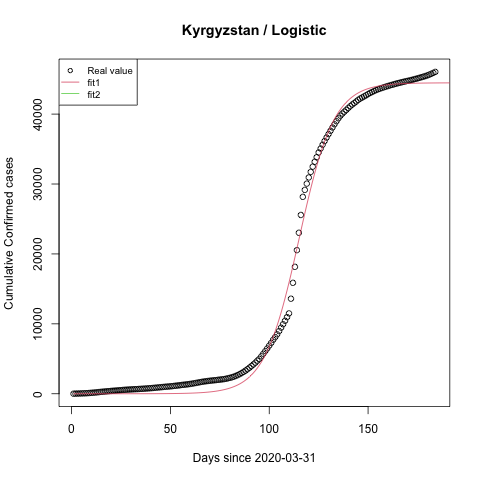 Kyrgyzstan / Logistic
Real value
fit1
fit2
Cumulative Confirmed cases
40000
30000
20000
10000
0
0 50 100 150
Days since 2020-03-31